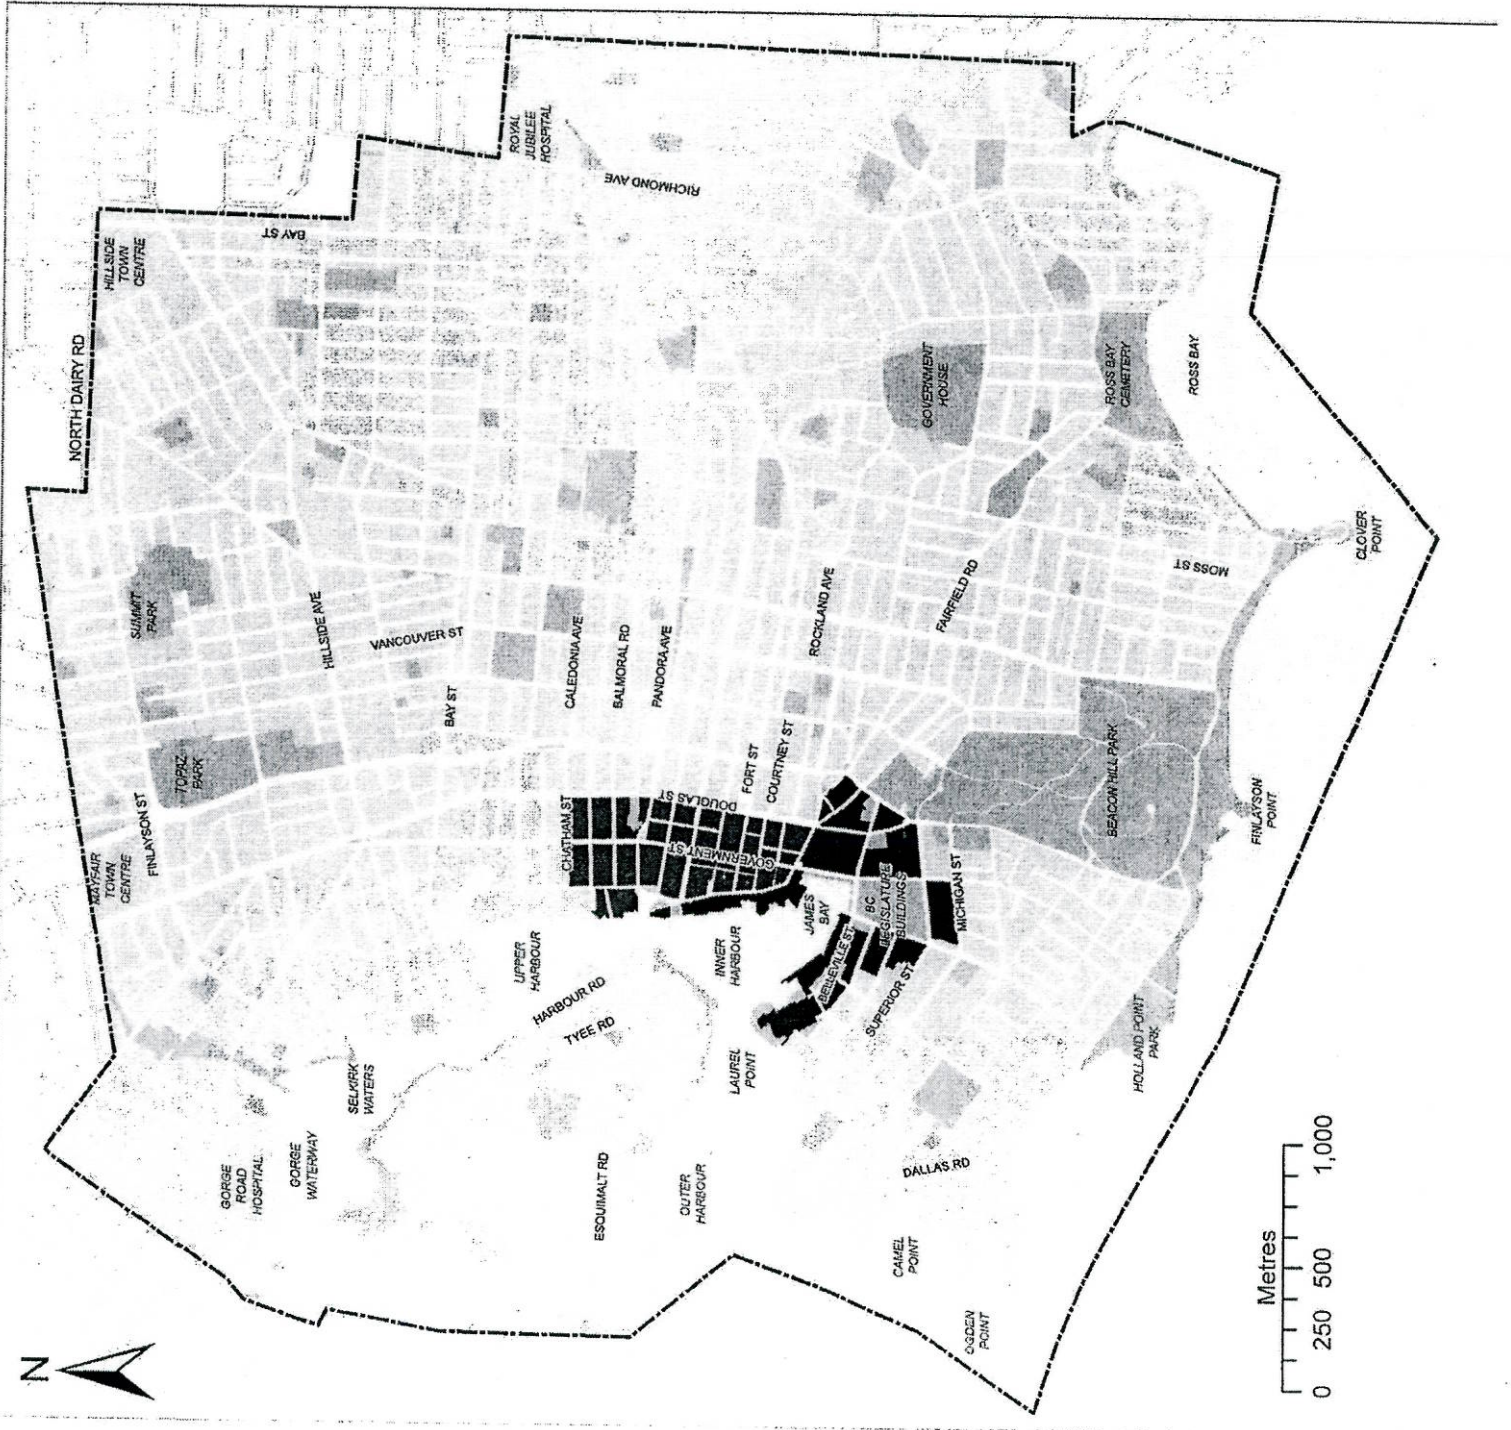 N
NORTH DAIRY RD
HILLSIDE
TOWN
CENTRE
BAY ST
ROYAL
JUBILEE
HOSPITAL
RICHMOND AVE
MAYFAIR
TOWN
CENTRE
FINLAYSON ST
TOPAZ
PARK
SUMMIT
PARK
HILLSIDE AVE
VANCOUVER ST
BAY ST
GORGE
ROAD
HOSPITAL
GORGE
WATERWAY
SELKIRK
WATERS
UPPER
HARBOUR
HARBOUR RD
TYEE RD
CHATHAM ST
CALEDONIA AVE
BALMORAL RD
PANDORA AVE
DOUGLAS ST
GOVERNMENT ST
FORT ST
COURTNEY ST
ROCKLAND AVE
ESQUIMALT RD
OUTER
HARBOUR
INNER
HARBOUR
LAUREL
POINT
JAMES
BAY
BELLEVILLE ST
BC
LEGISLATURE
BUILDINGS
SUPERIOR ST
MICHIGAN ST
GOVERNMENT
HOUSE
FAIRFIELD RD
ROSS BAY
CEMETERY
ROSS BAY
MOSS ST
CLOVER
POINT
BEACON HILL PARK
FINLAYSON
POINT
HOLLAND POINT
PARK
DALLAS RD
CAMEL
POINT
OGDEN
POINT
Metres
0 250 500 1,000